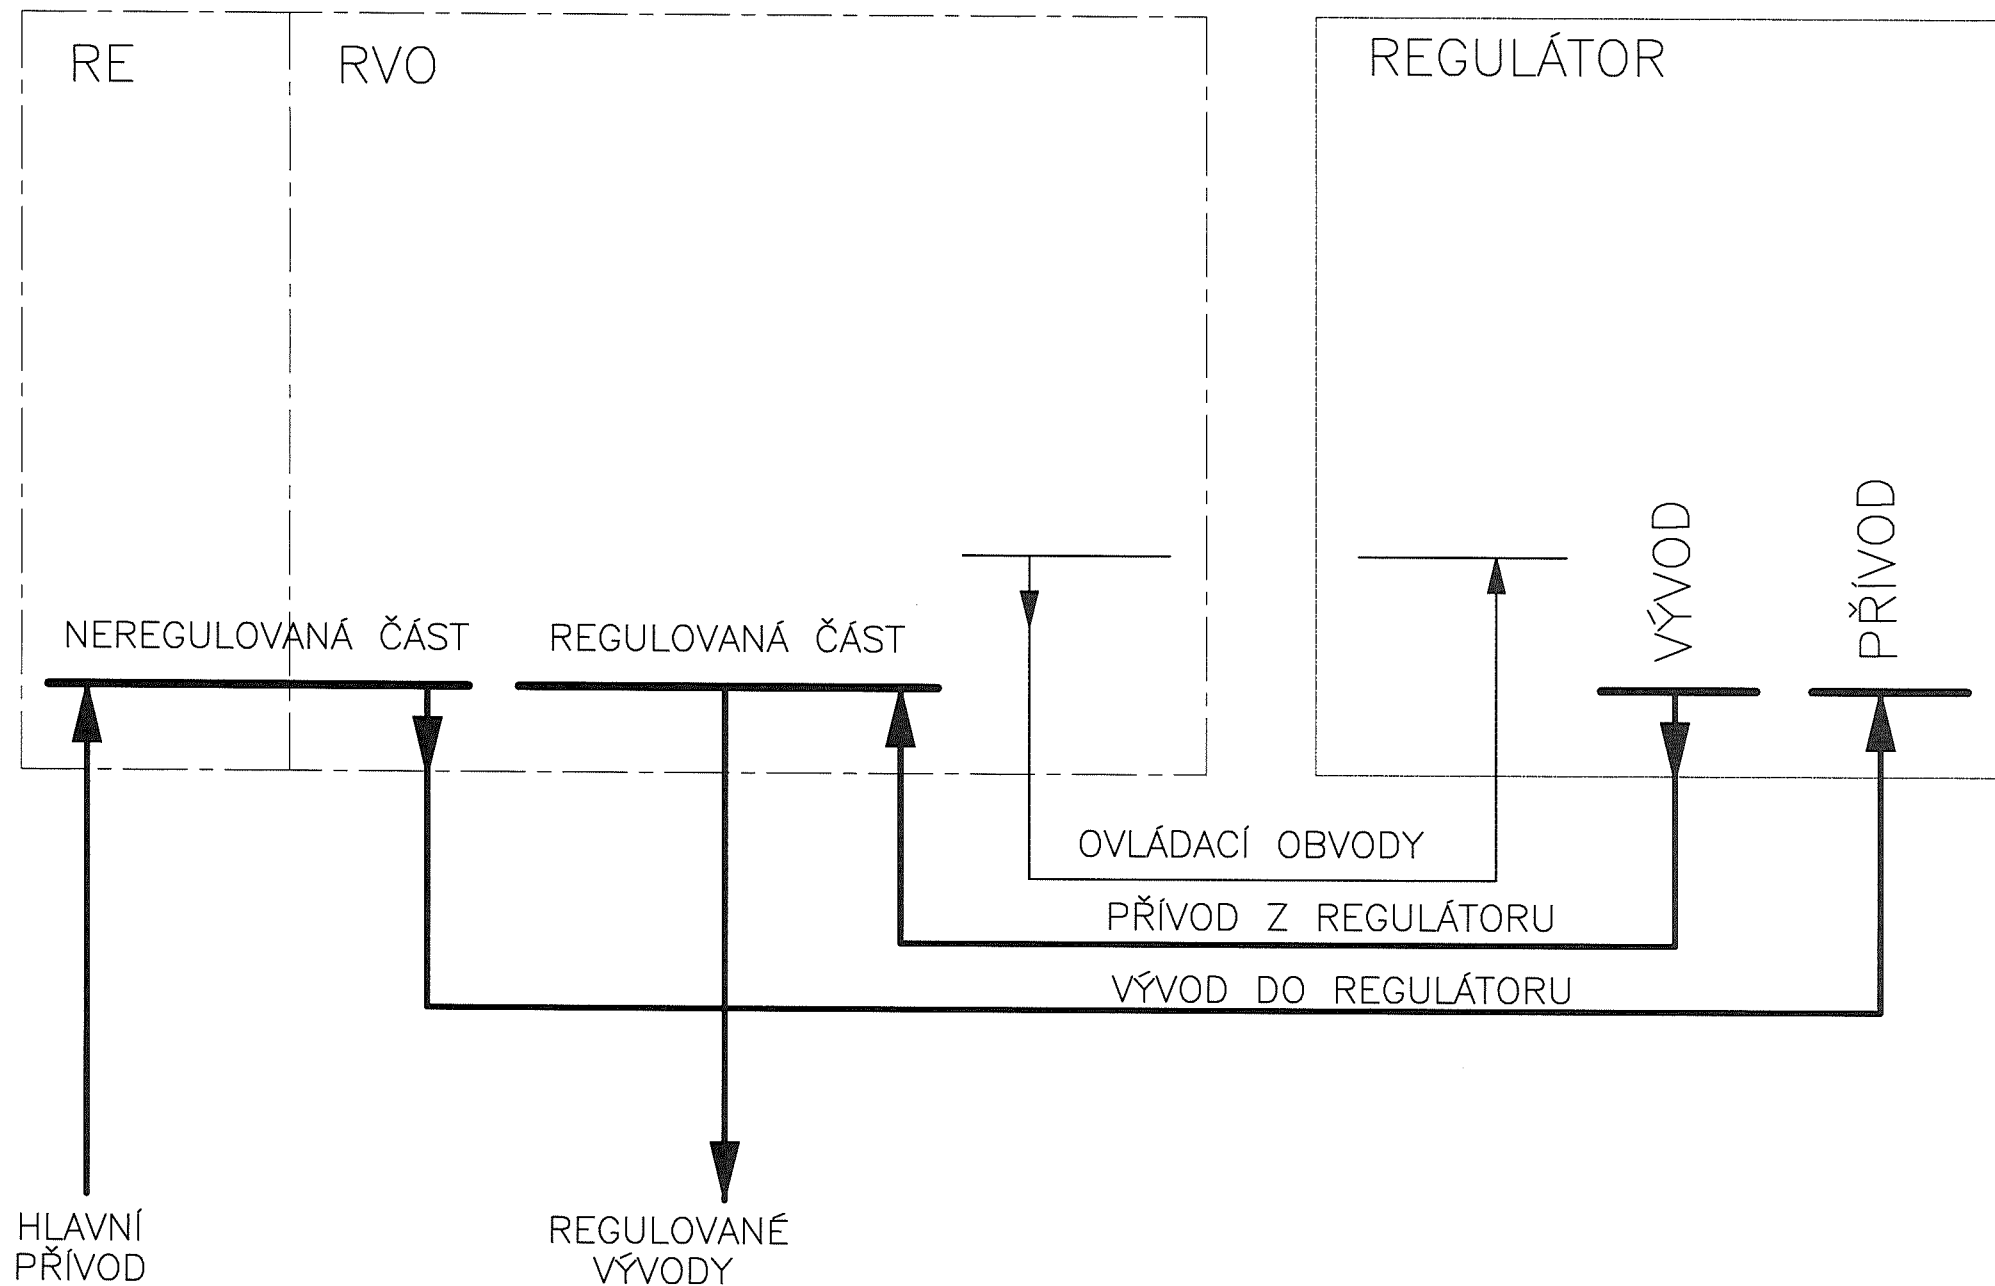 RE
RVO
REGULÁTOR
VÝVOD
PŘÍVOD
NEREGULOVANÁ ČÁST
REGULOVANÁ ČÁST
OVLÁDACÍ OBVODY
PŘÍVOD Z REGULÁTORU
VÝVOD DO REGULÁTORU
HLAVNÍ
PŘÍVOD
REGULOVANÉ
VÝVODY